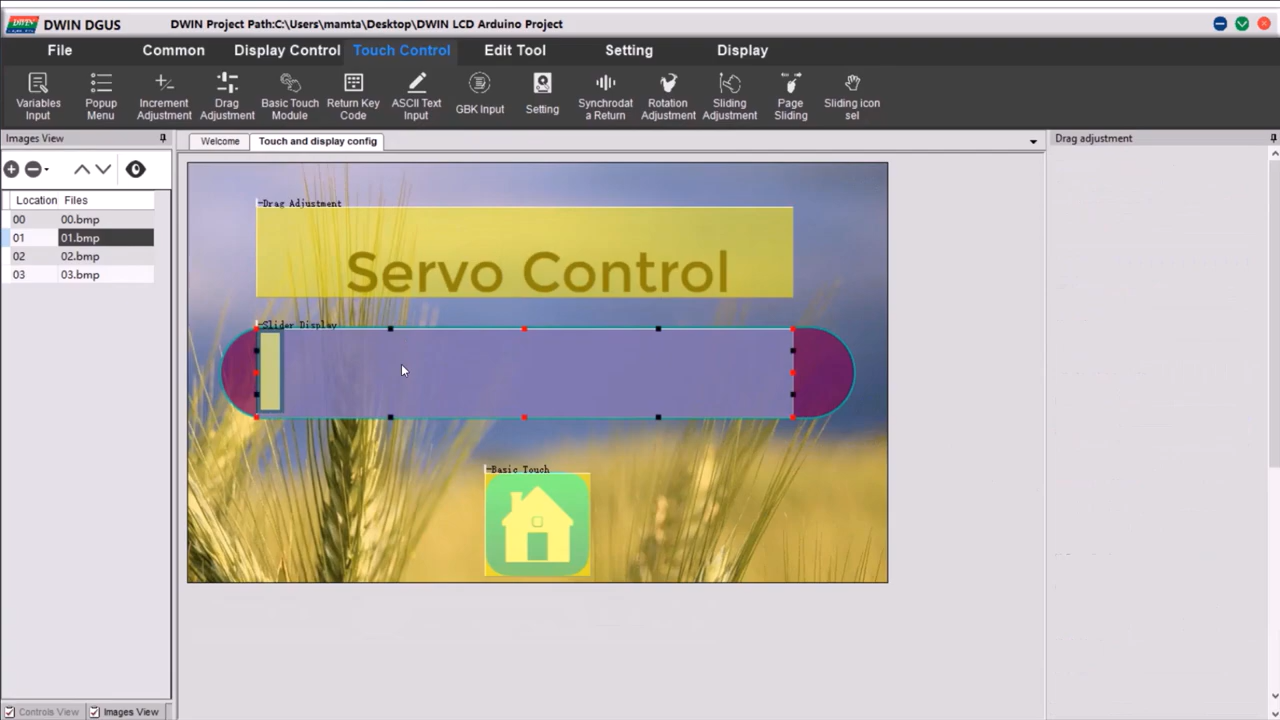 DWIN DGUS DWIN Project Path:C:\Users\mamta\Desktop\DWIN LCD Arduino Project
File Common Display Control Touch Control Edit Tool Setting Display
Variables Input
Popup Menu
Increment Adjustment
Drag Adjustment
Basic Touch Module
Return Key Code
ASCII Text Input
GBK Input
Setting
Synchrodat a Return
Rotation Adjustment
Sliding Adjustment
Page Sliding
Sliding icon sel
Images View
Welcome Touch and display config
Drag adjustment
Location Files
00 00.bmp
01 01.bmp
02 02.bmp
03 03.bmp
Drag Adjustment
Servo Control
Slider Display
Basic Touch
Controls View Images View